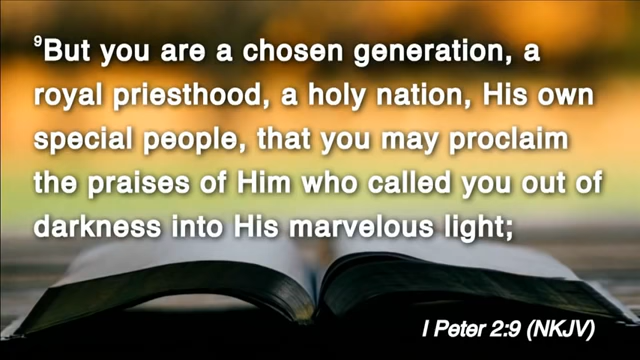 9But you are a chosen generation, a
royal priesthood, a holy nation, His own
special people, that you may proclaim
the praises of Him who called you out of
darkness into His marvelous light;
I Peter 2:9 (NKJV)